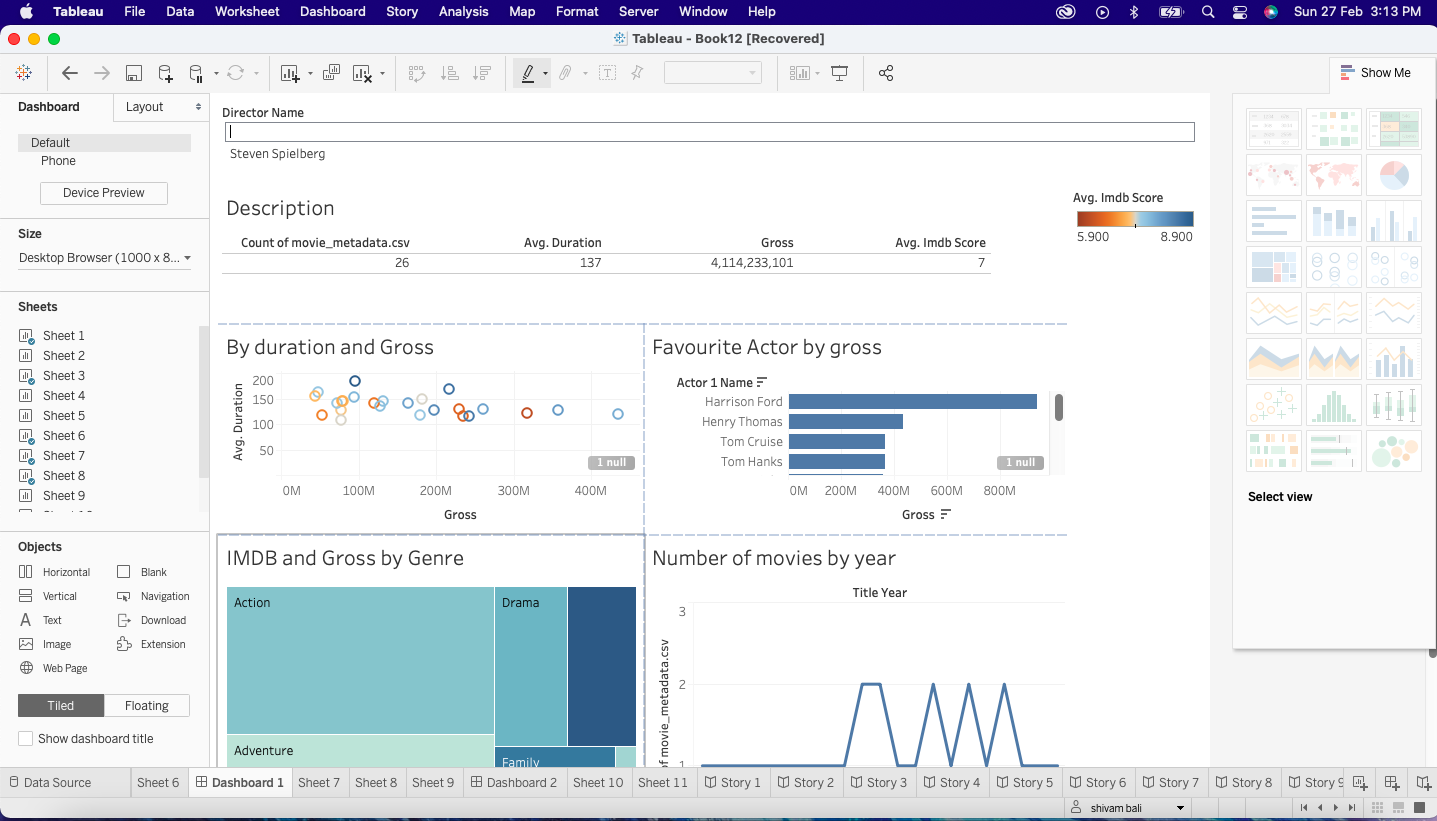 Tableau File Data Worksheet Dashboard Story Analysis Map Format Server Window Help Sun 27 Feb 3:13 PM
Tableau - Book12 [Recovered]
Show Me
Dashboard Layout
Default
Phone
Device Preview
Size
Desktop Browser (1000 x 8...
Sheets
Sheet 1
Sheet 2
Sheet 3
Sheet 4
Sheet 5
Sheet 6
Sheet 7
Sheet 8
Sheet 9
Objects
Horizontal Blank
Vertical Navigation
A Text Download
Image Extension
Web Page
Tiled Floating
Show dashboard title
Director Name
Steven Spielberg
Description
Count of movie_metadata.csv Avg. Duration Gross Avg. Imdb Score
26 137 4,114,233,101 7
Avg. Imdb Score
5.900 8.900
By duration and Gross
Avg. Duration
200
150
100
50
1 null
0M 100M 200M 300M 400M
Gross
Favourite Actor by gross
Actor 1 Name
Harrison Ford
Henry Thomas
Tom Cruise
Tom Hanks
1 null
0M 200M 400M 600M 800M
Gross
IMDB and Gross by Genre
Action
Drama
Adventure
Family
Number of movies by year
Title Year
3
2
1
of movie_metadata.csv
Select view
Data Source Sheet 6 Dashboard 1 Sheet 7 Sheet 8 Sheet 9 Dashboard 2 Sheet 10 Sheet 11 Story 1 Story 2 Story 3 Story 4 Story 5 Story 6 Story 7 Story 8 Story 9
shivam bali